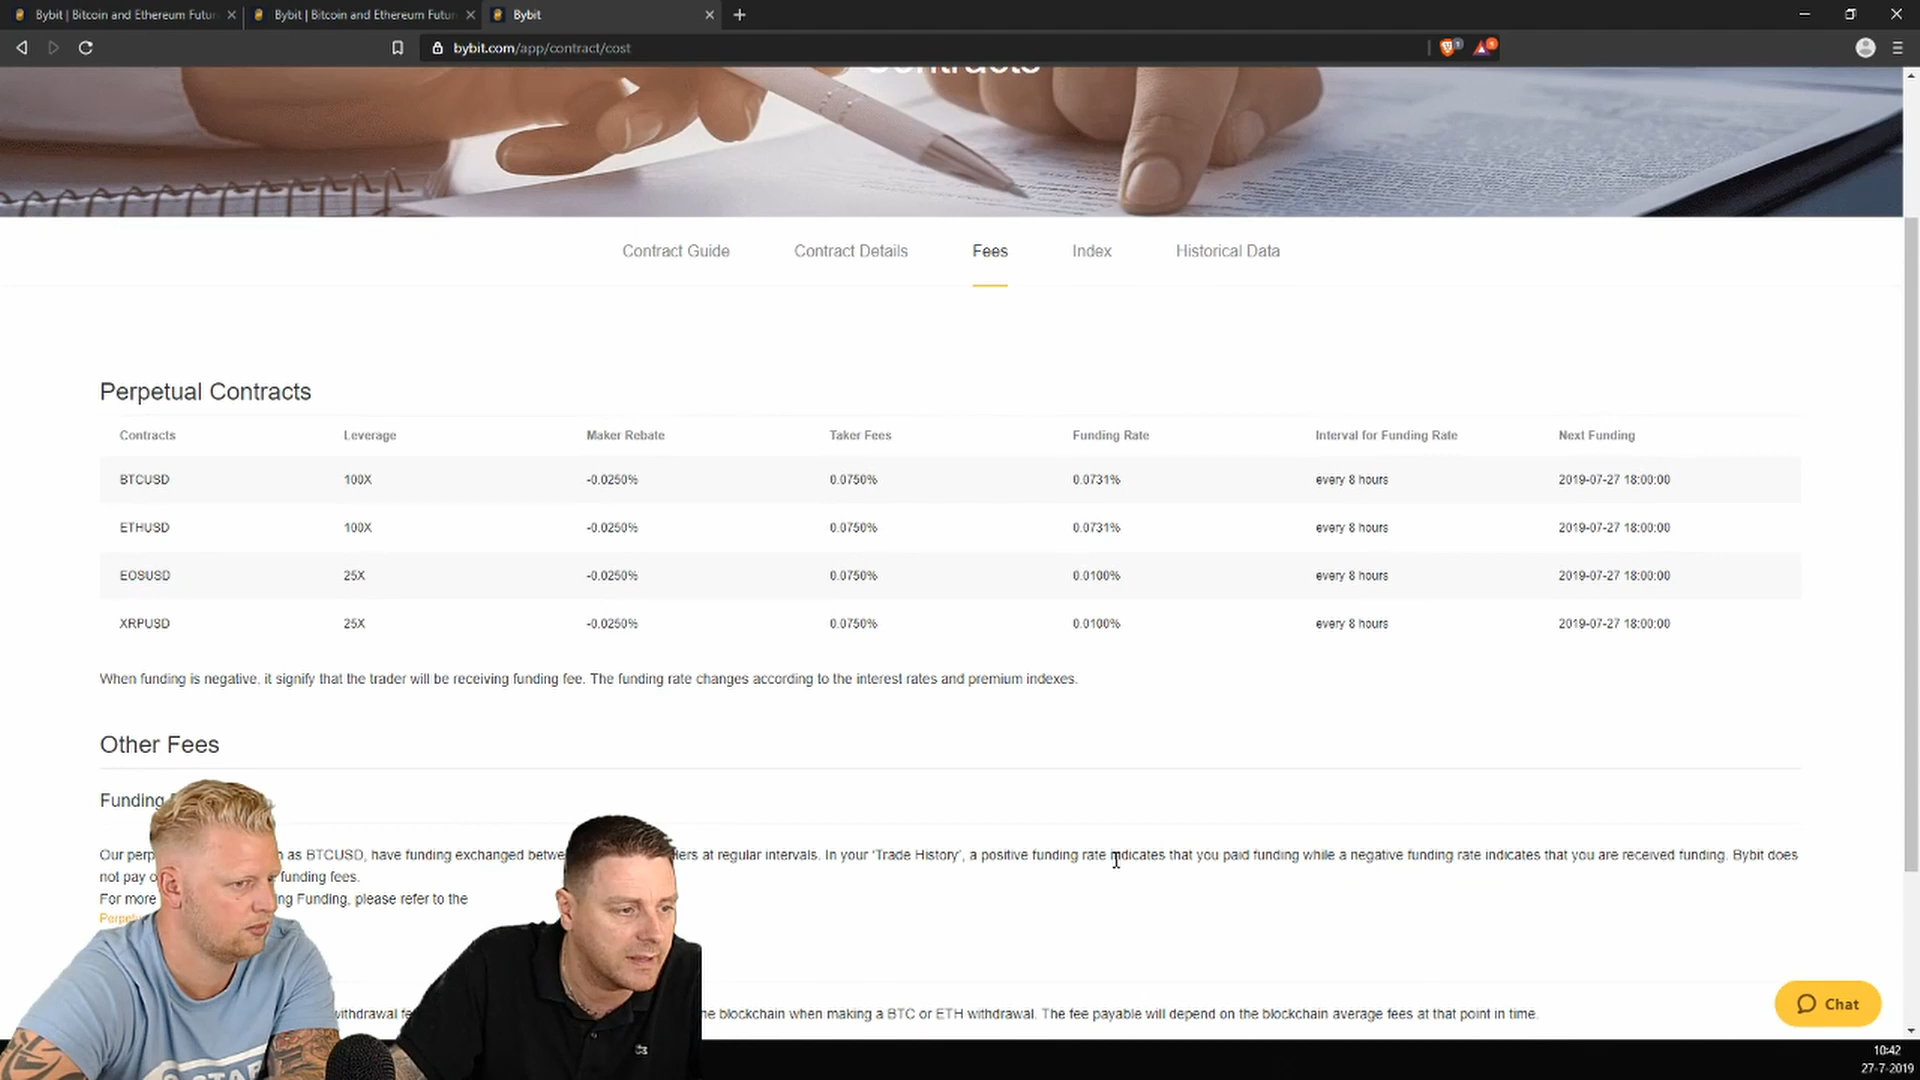 Bybit | Bitcoin and Ethereum Futur
Bybit | Bitcoin and Ethereum Futur
Bybit
bybit.com/app/contract/cost
Contracts
Contract Guide
Contract Details
Fees
Index
Historical Data
Perpetual Contracts
Contracts Leverage Maker Rebate Taker Fees Funding Rate Interval for Funding Rate Next Funding
BTCUSD 100X -0.0250% 0.0750% 0.0731% every 8 hours 2019-07-27 18:00:00
ETHUSD 100X -0.0250% 0.0750% 0.0731% every 8 hours 2019-07-27 18:00:00
EOSUSD 25X -0.0250% 0.0750% 0.0100% every 8 hours 2019-07-27 18:00:00
XRPUSD 25X -0.0250% 0.0750% 0.0100% every 8 hours 2019-07-27 18:00:00
When funding is negative, it signify that the trader will be receiving funding fee. The funding rate changes according to the interest rates and premium indexes.
Other Fees
Funding
Our as BTCUSD, have funding exchanged at regular intervals. In your 'Trade History', a positive funding rate indicates that you paid funding while a negative funding rate indicates that you are received funding. Bybit does
not pay funding fees.
For more Funding, please refer to the
blockchain when making a BTC or ETH withdrawal. The fee payable will depend on the blockchain average fees at that point in time.
Chat
10:42
27-7-2019